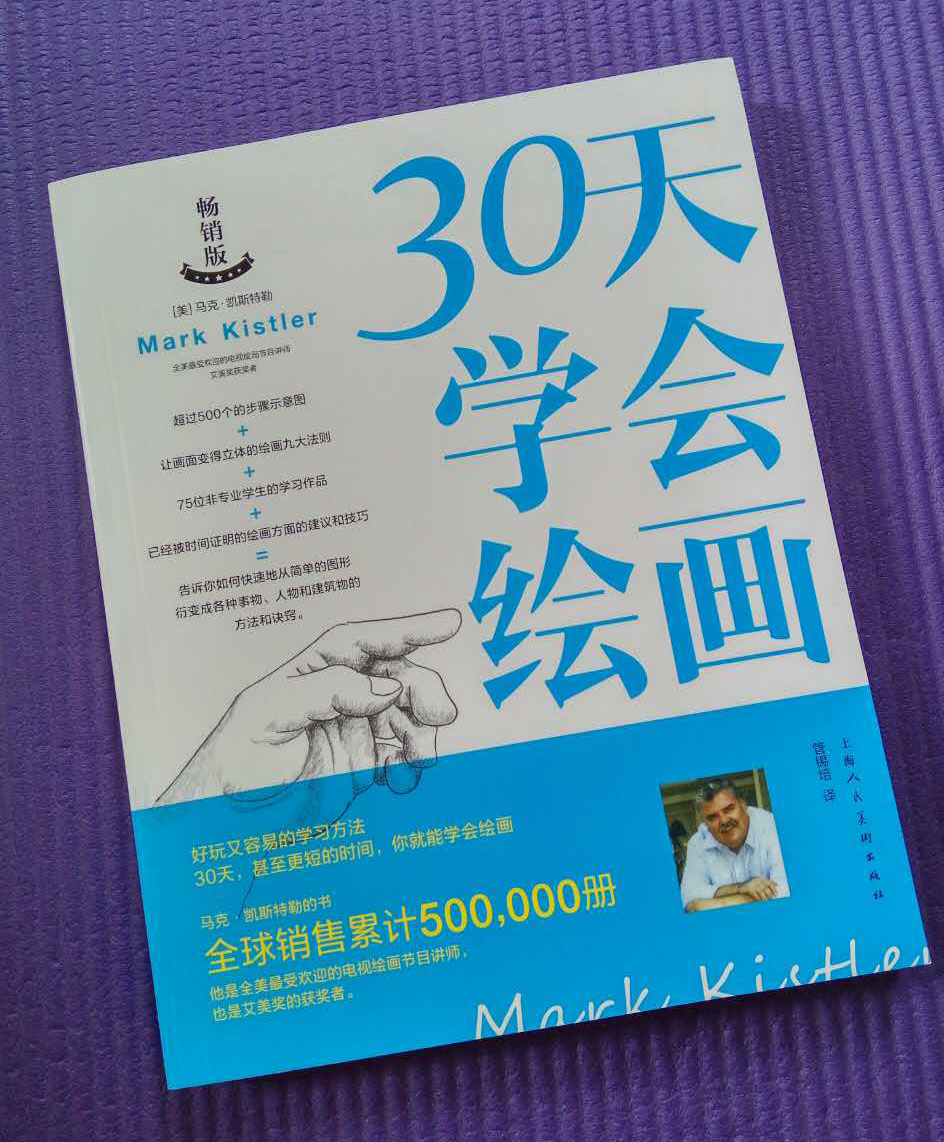 30天
学会
绘画
畅销版
[美] 马克·凯斯特勒
Mark Kistler
全美最受欢迎的电视绘画节目讲师
艾美奖获奖者
超过500个的步骤示意图
+
让画面变得立体的绘画九大法则
+
75位非专业学生的学习作品
+
已经被时间证明的绘画方面的建议和技巧
=
告诉你如何快速地从简单的图形
衍变成各种事物、人物和建筑物的
方法和诀窍。
好玩又容易的学习方法
30天，甚至更短的时间，你就能学会绘画
马克·凯斯特勒的书
全球销售累计500,000册
他是全美最受欢迎的电视绘画节目讲师，
也是艾美奖的获奖者。
管锡培 译
上海人民美术出版社
Mark Kistler